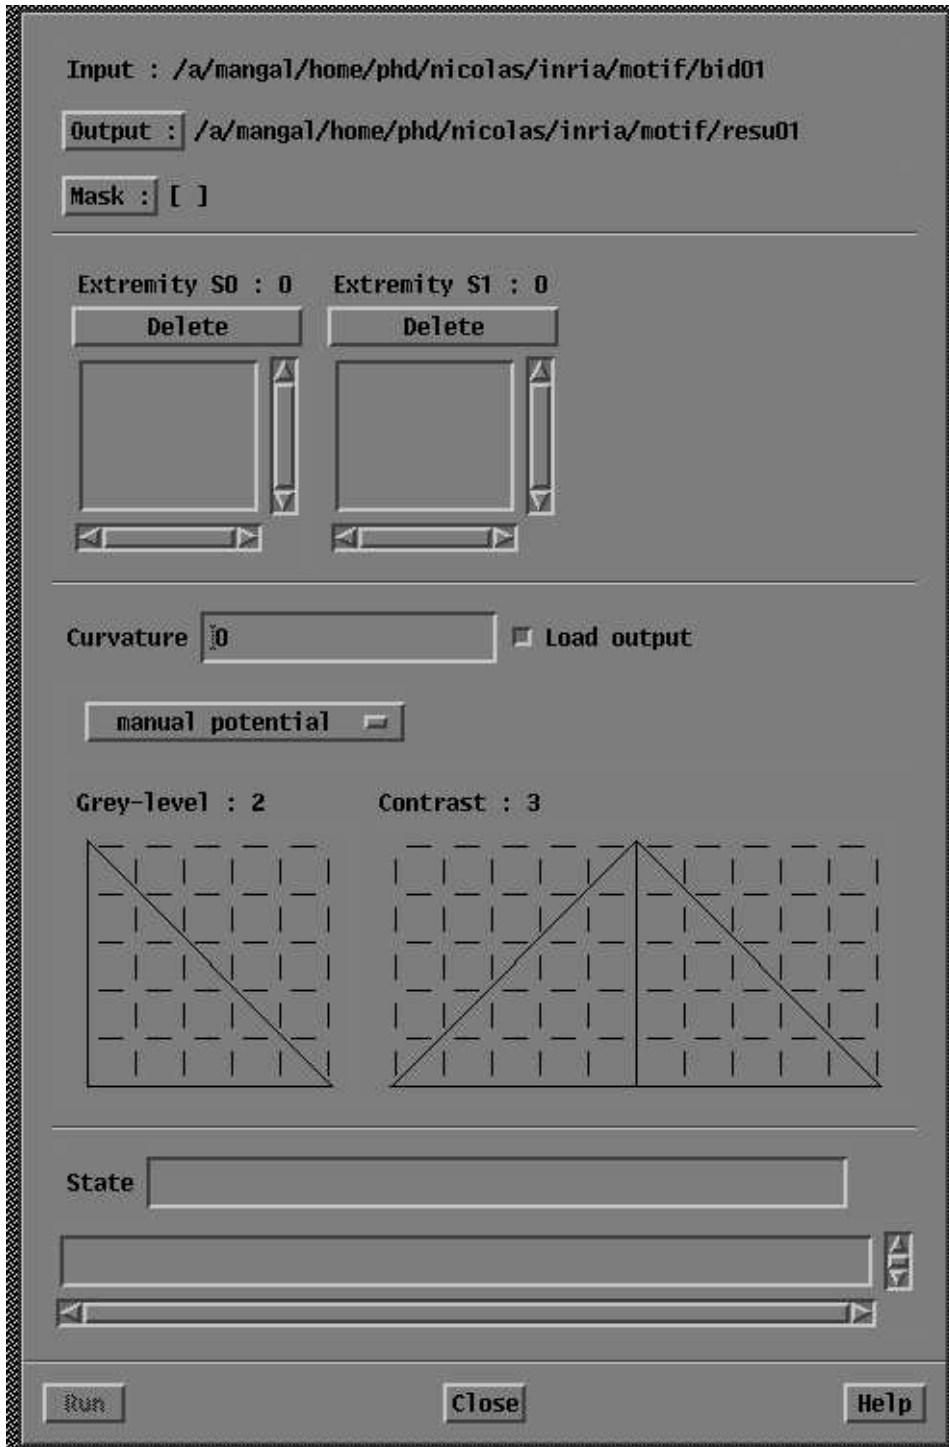 Input : /a/mangal/home/phd/nicolas/inria/motif/bid01
Output : /a/mangal/home/phd/nicolas/inria/motif/resu01
Mask : [ ]
Extremity S0 : 0 Extremity S1 : 0
Delete Delete
Curvature 0 Load output
manual potential
Grey-level : 2 Contrast : 3
State
Run Close Help